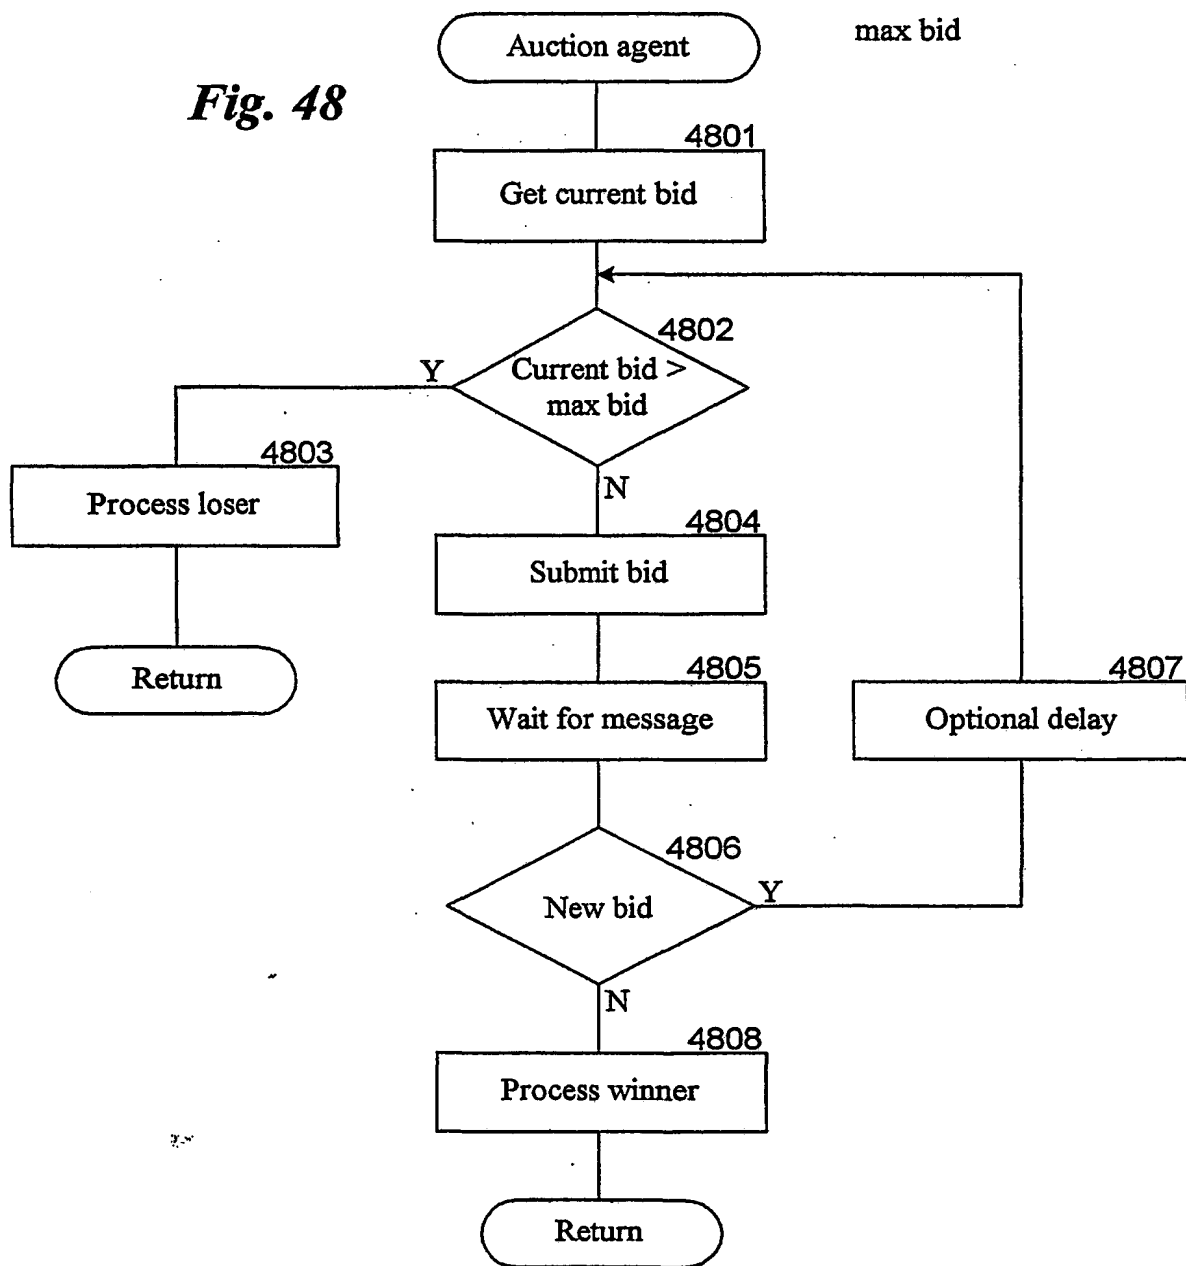 Auction agent
max bid
Fig. 48
4801
Get current bid
4802
Y
Current bid >
max bid
4803
Process loser
N
4804
Submit bid
Return
4805
Wait for message
4807
Optional delay
4806
New bid
Y
N
4808
Process winner
Return